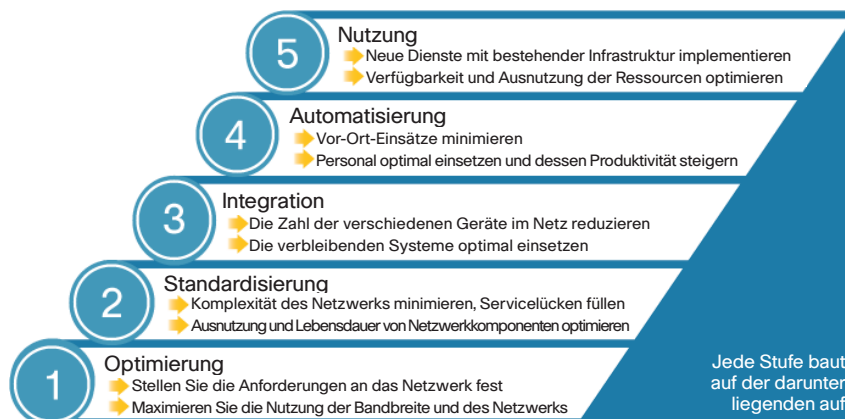 5
Nutzung
Neue Dienste mit bestehender Infrastruktur implementieren
Verfügbarkeit und Ausnutzung der Ressourcen optimieren
4
Automatisierung
Vor-Ort-Einsätze minimieren
Personal optimal einsetzen und dessen Produktivität steigern
3
Integration
Die Zahl der verschiedenen Geräte im Netz reduzieren
Die verbleibenden Systeme optimal einsetzen
2
Standardisierung
Komplexität des Netzwerks minimieren, Servicelücken füllen
Ausnutzung und Lebensdauer von Netzwerkkomponenten optimieren
1
Optimierung
Stellen Sie die Anforderungen an das Netzwerk fest
Maximieren Sie die Nutzung der Bandbreite und des Netzwerks
Jede Stufe baut
auf der darunter
liegenden auf